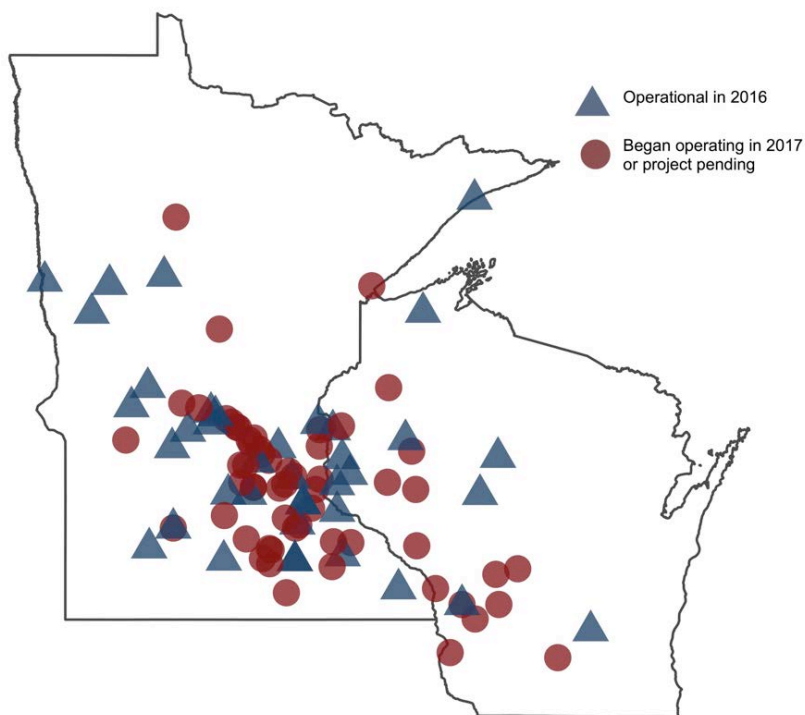 Operational in 2016
Began operating in 2017
or project pending